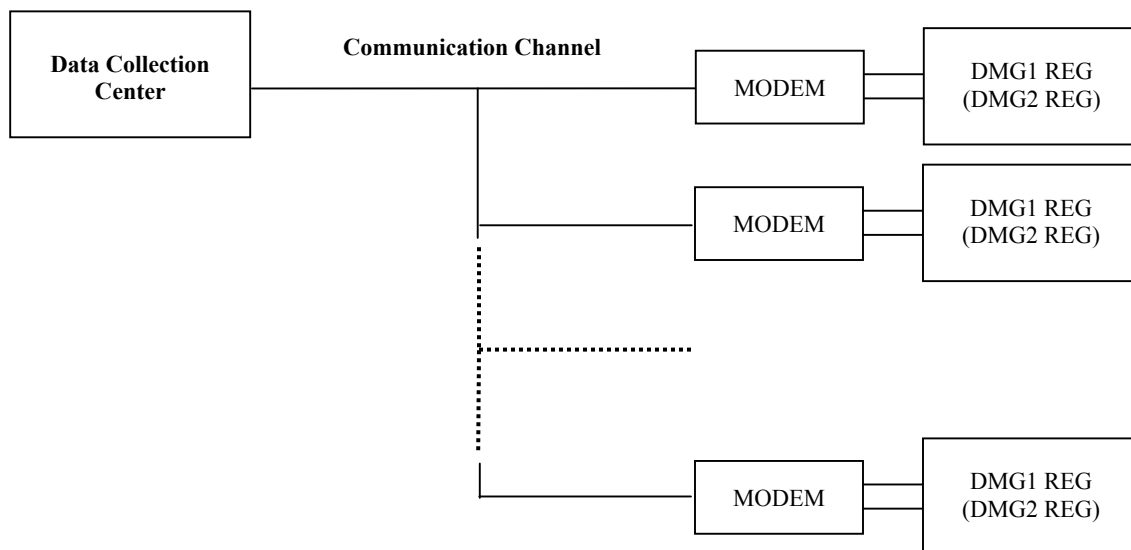 Data Collection
Center
Communication Channel
MODEM
DMG1 REG
(DMG2 REG)
MODEM
DMG1 REG
(DMG2 REG)
MODEM
DMG1 REG
(DMG2 REG)